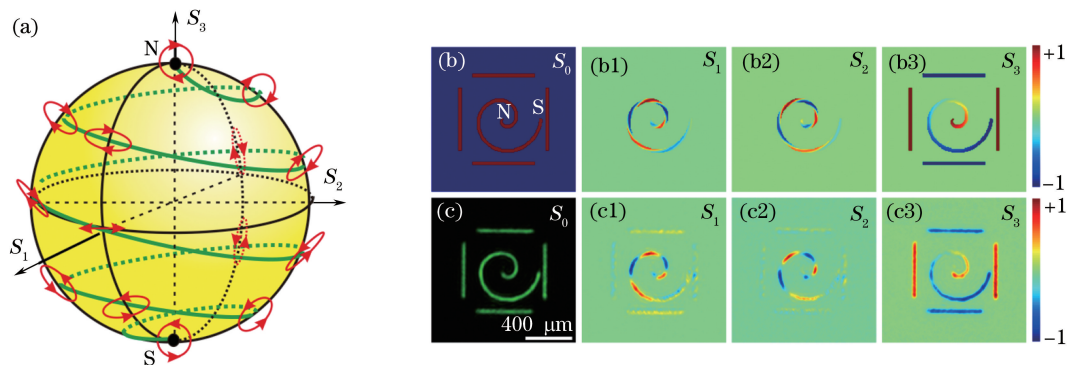 (a)
S₃
N
S₂
S₁
S
(b) S₀
N S
(b1) S₁
(b2) S₂
(b3) S₃
+1
−1
(c) S₀
400 μm
(c1) S₁
(c2) S₂
(c3) S₃
+1
−1